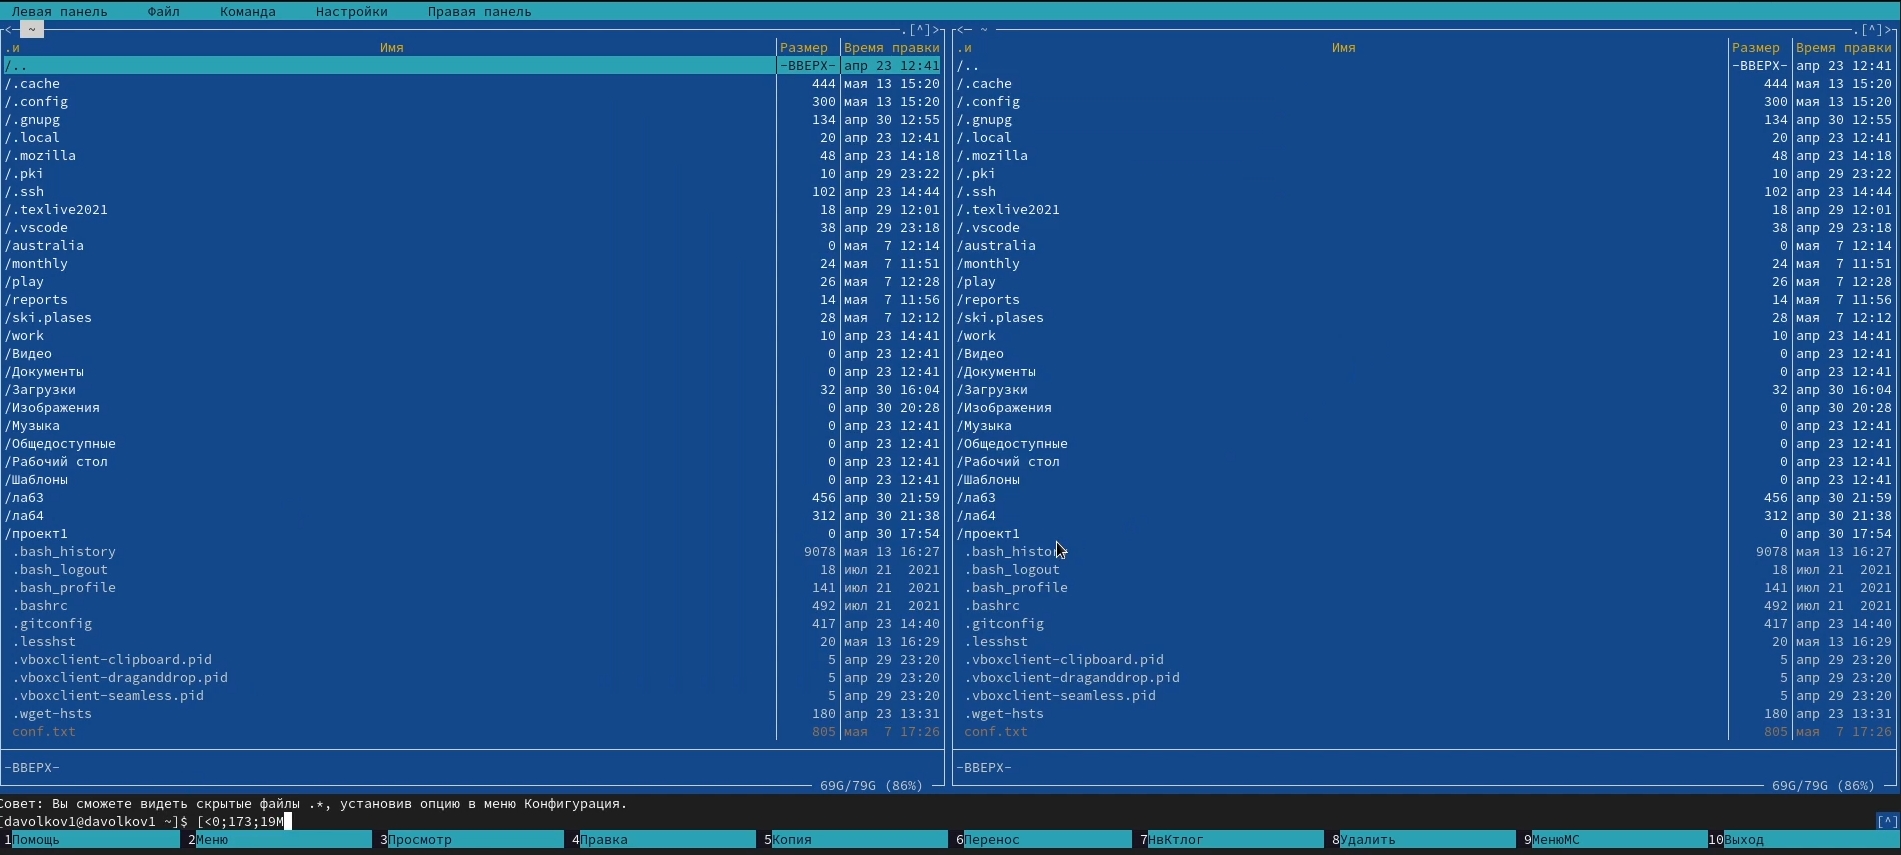 Левая панель Файл Команда Настройки Правая панель
<─ ~ .[^]> <─ ~ .[^]>
.и Имя Размер Время правки .и Имя Размер Время правки
/.. -ВВЕРХ- апр 23 12:41 /.. -ВВЕРХ- апр 23 12:41
/.cache 444 мая 13 15:20 /.cache 444 мая 13 15:20
/.config 300 мая 13 15:20 /.config 300 мая 13 15:20
/.gnupg 134 апр 30 12:55 /.gnupg 134 апр 30 12:55
/.local 20 апр 23 12:41 /.local 20 апр 23 12:41
/.mozilla 48 апр 23 14:18 /.mozilla 48 апр 23 14:18
/.pki 10 апр 29 23:22 /.pki 10 апр 29 23:22
/.ssh 102 апр 23 14:44 /.ssh 102 апр 23 14:44
/.texlive2021 18 апр 29 12:01 /.texlive2021 18 апр 29 12:01
/.vscode 38 апр 29 23:18 /.vscode 38 апр 29 23:18
/australia 0 мая 7 12:14 /australia 0 мая 7 12:14
/monthly 24 мая 7 11:51 /monthly 24 мая 7 11:51
/play 26 мая 7 12:28 /play 26 мая 7 12:28
/reports 14 мая 7 11:56 /reports 14 мая 7 11:56
/ski.plases 28 мая 7 12:12 /ski.plases 28 мая 7 12:12
/work 10 апр 23 14:41 /work 10 апр 23 14:41
/Видео 0 апр 23 12:41 /Видео 0 апр 23 12:41
/Документы 0 апр 23 12:41 /Документы 0 апр 23 12:41
/Загрузки 32 апр 30 16:04 /Загрузки 32 апр 30 16:04
/Изображения 0 апр 30 20:28 /Изображения 0 апр 30 20:28
/Музыка 0 апр 23 12:41 /Музыка 0 апр 23 12:41
/Общедоступные 0 апр 23 12:41 /Общедоступные 0 апр 23 12:41
/Рабочий стол 0 апр 23 12:41 /Рабочий стол 0 апр 23 12:41
/Шаблоны 0 апр 23 12:41 /Шаблоны 0 апр 23 12:41
/лаб3 456 апр 30 21:59 /лаб3 456 апр 30 21:59
/лаб4 312 апр 30 21:38 /лаб4 312 апр 30 21:38
/проект1 0 апр 30 17:54 /проект1 0 апр 30 17:54
.bash_history 9078 мая 13 16:27 .bash_history 9078 мая 13 16:27
.bash_logout 18 июл 21 2021 .bash_logout 18 июл 21 2021
.bash_profile 141 июл 21 2021 .bash_profile 141 июл 21 2021
.bashrc 492 июл 21 2021 .bashrc 492 июл 21 2021
.gitconfig 417 апр 23 14:40 .gitconfig 417 апр 23 14:40
.lesshst 20 мая 13 16:29 .lesshst 20 мая 13 16:29
.vboxclient-clipboard.pid 5 апр 29 23:20 .vboxclient-clipboard.pid 5 апр 29 23:20
.vboxclient-draganddrop.pid 5 апр 29 23:20 .vboxclient-draganddrop.pid 5 апр 29 23:20
.vboxclient-seamless.pid 5 апр 29 23:20 .vboxclient-seamless.pid 5 апр 29 23:20
.wget-hsts 180 апр 23 13:31 .wget-hsts 180 апр 23 13:31
conf.txt 805 мая 7 17:26 conf.txt 805 мая 7 17:26
-ВВЕРХ- -ВВЕРХ-
69G/79G (86%) 69G/79G (86%)
Совет: Вы сможете видеть скрытые файлы .*, установив опцию в меню Конфигурация.
[davolkov1@davolkov1 ~]$ [<0;173;19M [^]
1Помощь 2Меню 3Просмотр 4Правка 5Копия 6Перенос 7НвКтлог 8Удалить 9МенюМС 10Выход